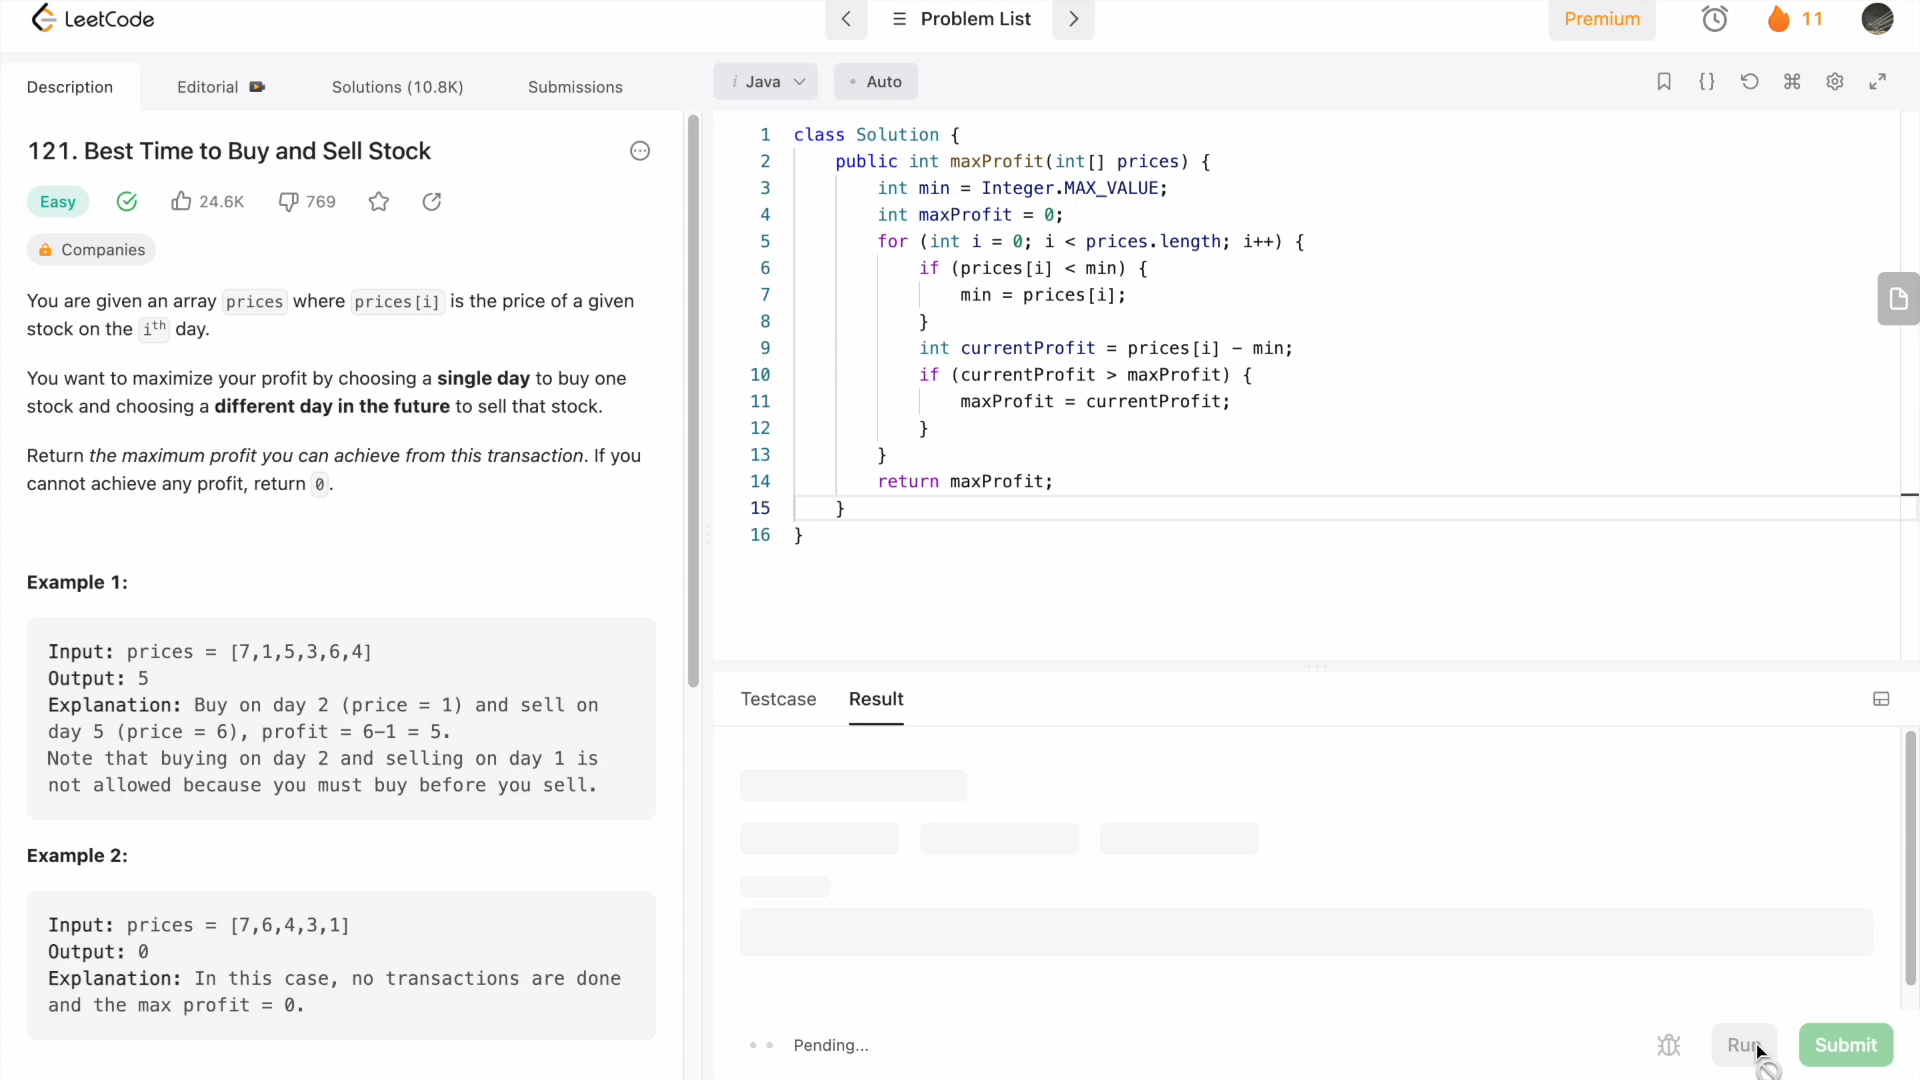 LeetCode
Problem List
Premium
11
Description
Editorial
Solutions (10.8K)
Submissions
i Java
Auto
121. Best Time to Buy and Sell Stock
Easy
24.6K
769
Companies
You are given an array prices where prices[i] is the price of a given
stock on the ith day.
You want to maximize your profit by choosing a single day to buy one
stock and choosing a different day in the future to sell that stock.
Return the maximum profit you can achieve from this transaction. If you
cannot achieve any profit, return 0.
Example 1:
Input: prices = [7,1,5,3,6,4]
Output: 5
Explanation: Buy on day 2 (price = 1) and sell on
day 5 (price = 6), profit = 6-1 = 5.
Note that buying on day 2 and selling on day 1 is
not allowed because you must buy before you sell.
Example 2:
Input: prices = [7,6,4,3,1]
Output: 0
Explanation: In this case, no transactions are done
and the max profit = 0.
1 class Solution {
2 public int maxProfit(int[] prices) {
3 int min = Integer.MAX_VALUE;
4 int maxProfit = 0;
5 for (int i = 0; i < prices.length; i++) {
6 if (prices[i] < min) {
7 min = prices[i];
8 }
9 int currentProfit = prices[i] - min;
10 if (currentProfit > maxProfit) {
11 maxProfit = currentProfit;
12 }
13 }
14 return maxProfit;
15 }
16 }
Testcase
Result
Pending...
Run
Submit